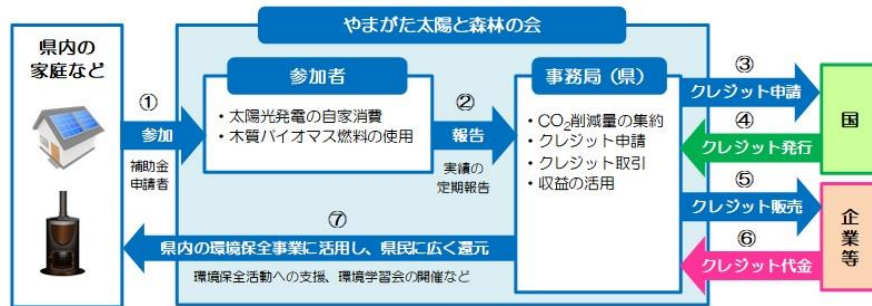 やまがた太陽と森林の会
県内の
家庭など
①
参加
補助金
申請者
参加者
・太陽光発電の自家消費
・木質バイオマス燃料の使用
②
報告
実績の
定期報告
事務局（県）
・CO2削減量の集約
・クレジット申請
・クレジット取引
・収益の活用
③
クレジット申請
④
クレジット発行
国
⑤
クレジット販売
⑥
クレジット代金
企業等
⑦
県内の環境保全事業に活用し、県民に広く還元
環境保全活動への支援、環境学習会の開催など